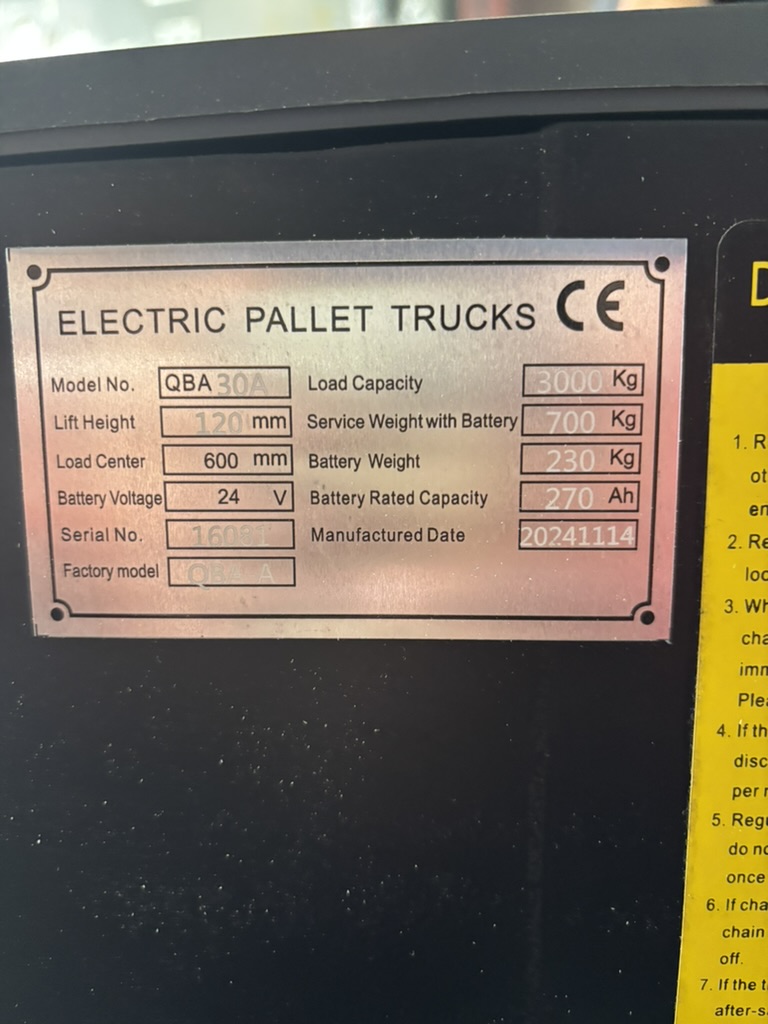 ELECTRIC PALLET TRUCKS CE
Model No. QBA30A Load Capacity 3000 Kg
Lift Height 120 mm Service Weight with Battery 700 Kg
Load Center 600 mm Battery Weight 230 Kg
Battery Voltage 24 V Battery Rated Capacity 270 Ah
Serial No. Manufactured Date 20241114
Factory model
D
1. R
ot
en
2. Re
loc
3. Wh
cha
imm
Plea
4. If th
disc
per r
5. Regu
do no
once
6. If cha
chain
off.
7. If the t
after-sa